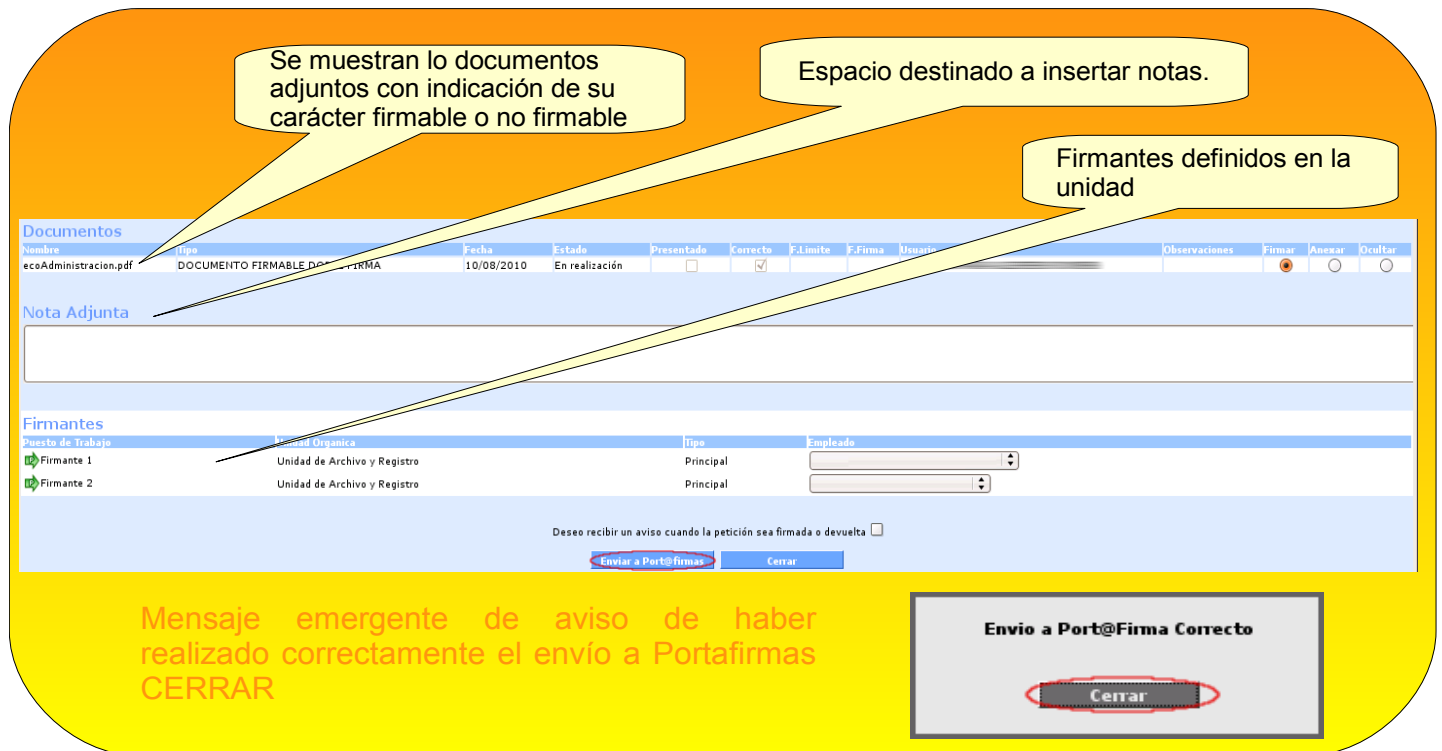 Se muestran lo documentos
adjuntos con indicación de su
carácter firmable o no firmable
Espacio destinado a insertar notas.
Firmantes definidos en la
unidad
Documentos
Nombre Tipo Fecha Estado Presentado Correcto F.Limite F.Firma Usuario Observaciones Firmar Anexar Ocultar
ecoAdministracion.pdf DOCUMENTO FIRMABLE FIRMA 10/08/2010 En realización
Nota Adjunta
Firmantes
Puesto de Trabajo Organica Tipo Empleado
Firmante 1 Unidad de Archivo y Registro Principal
Firmante 2 Unidad de Archivo y Registro Principal
Deseo recibir un aviso cuando la petición sea firmada o devuelta
Enviar a Port@firmas Cerrar
Mensaje emergente de aviso de haber
realizado correctamente el envío a Portafirmas
CERRAR
Envio a Port@Firma Correcto
Cerrar